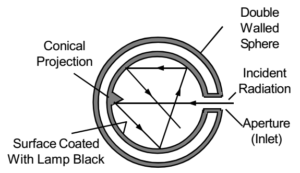 Double
Walled
Sphere
Conical
Projection
Incident
Radiation
Aperture
(Inlet)
Surface Coated
With Lamp Black